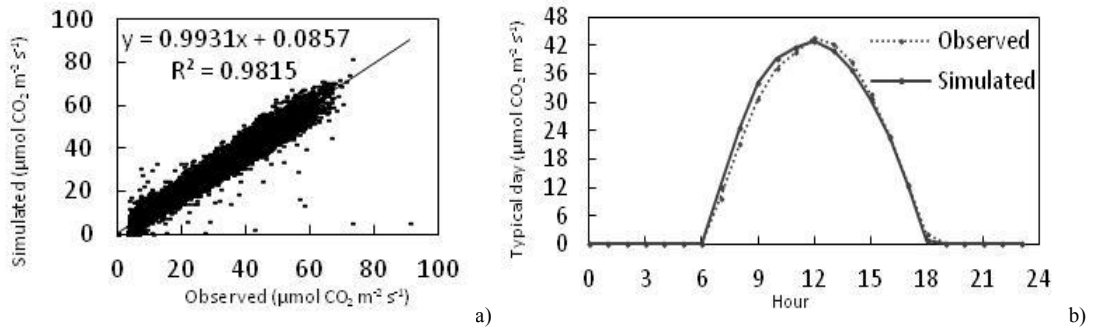 100
80
60
40
20
0
y = 0.9931x + 0.0857
R² = 0.9815
Simulated (µmol CO₂ m⁻² s⁻¹)
0 20 40 60 80 100
Observed (µmol CO₂ m⁻² s⁻¹)
a)
48
42
36
30
24
18
12
6
0
Typical day (µmol CO₂ m⁻² s⁻¹)
Observed
Simulated
0 3 6 9 12 15 18 21 24
Hour
b)